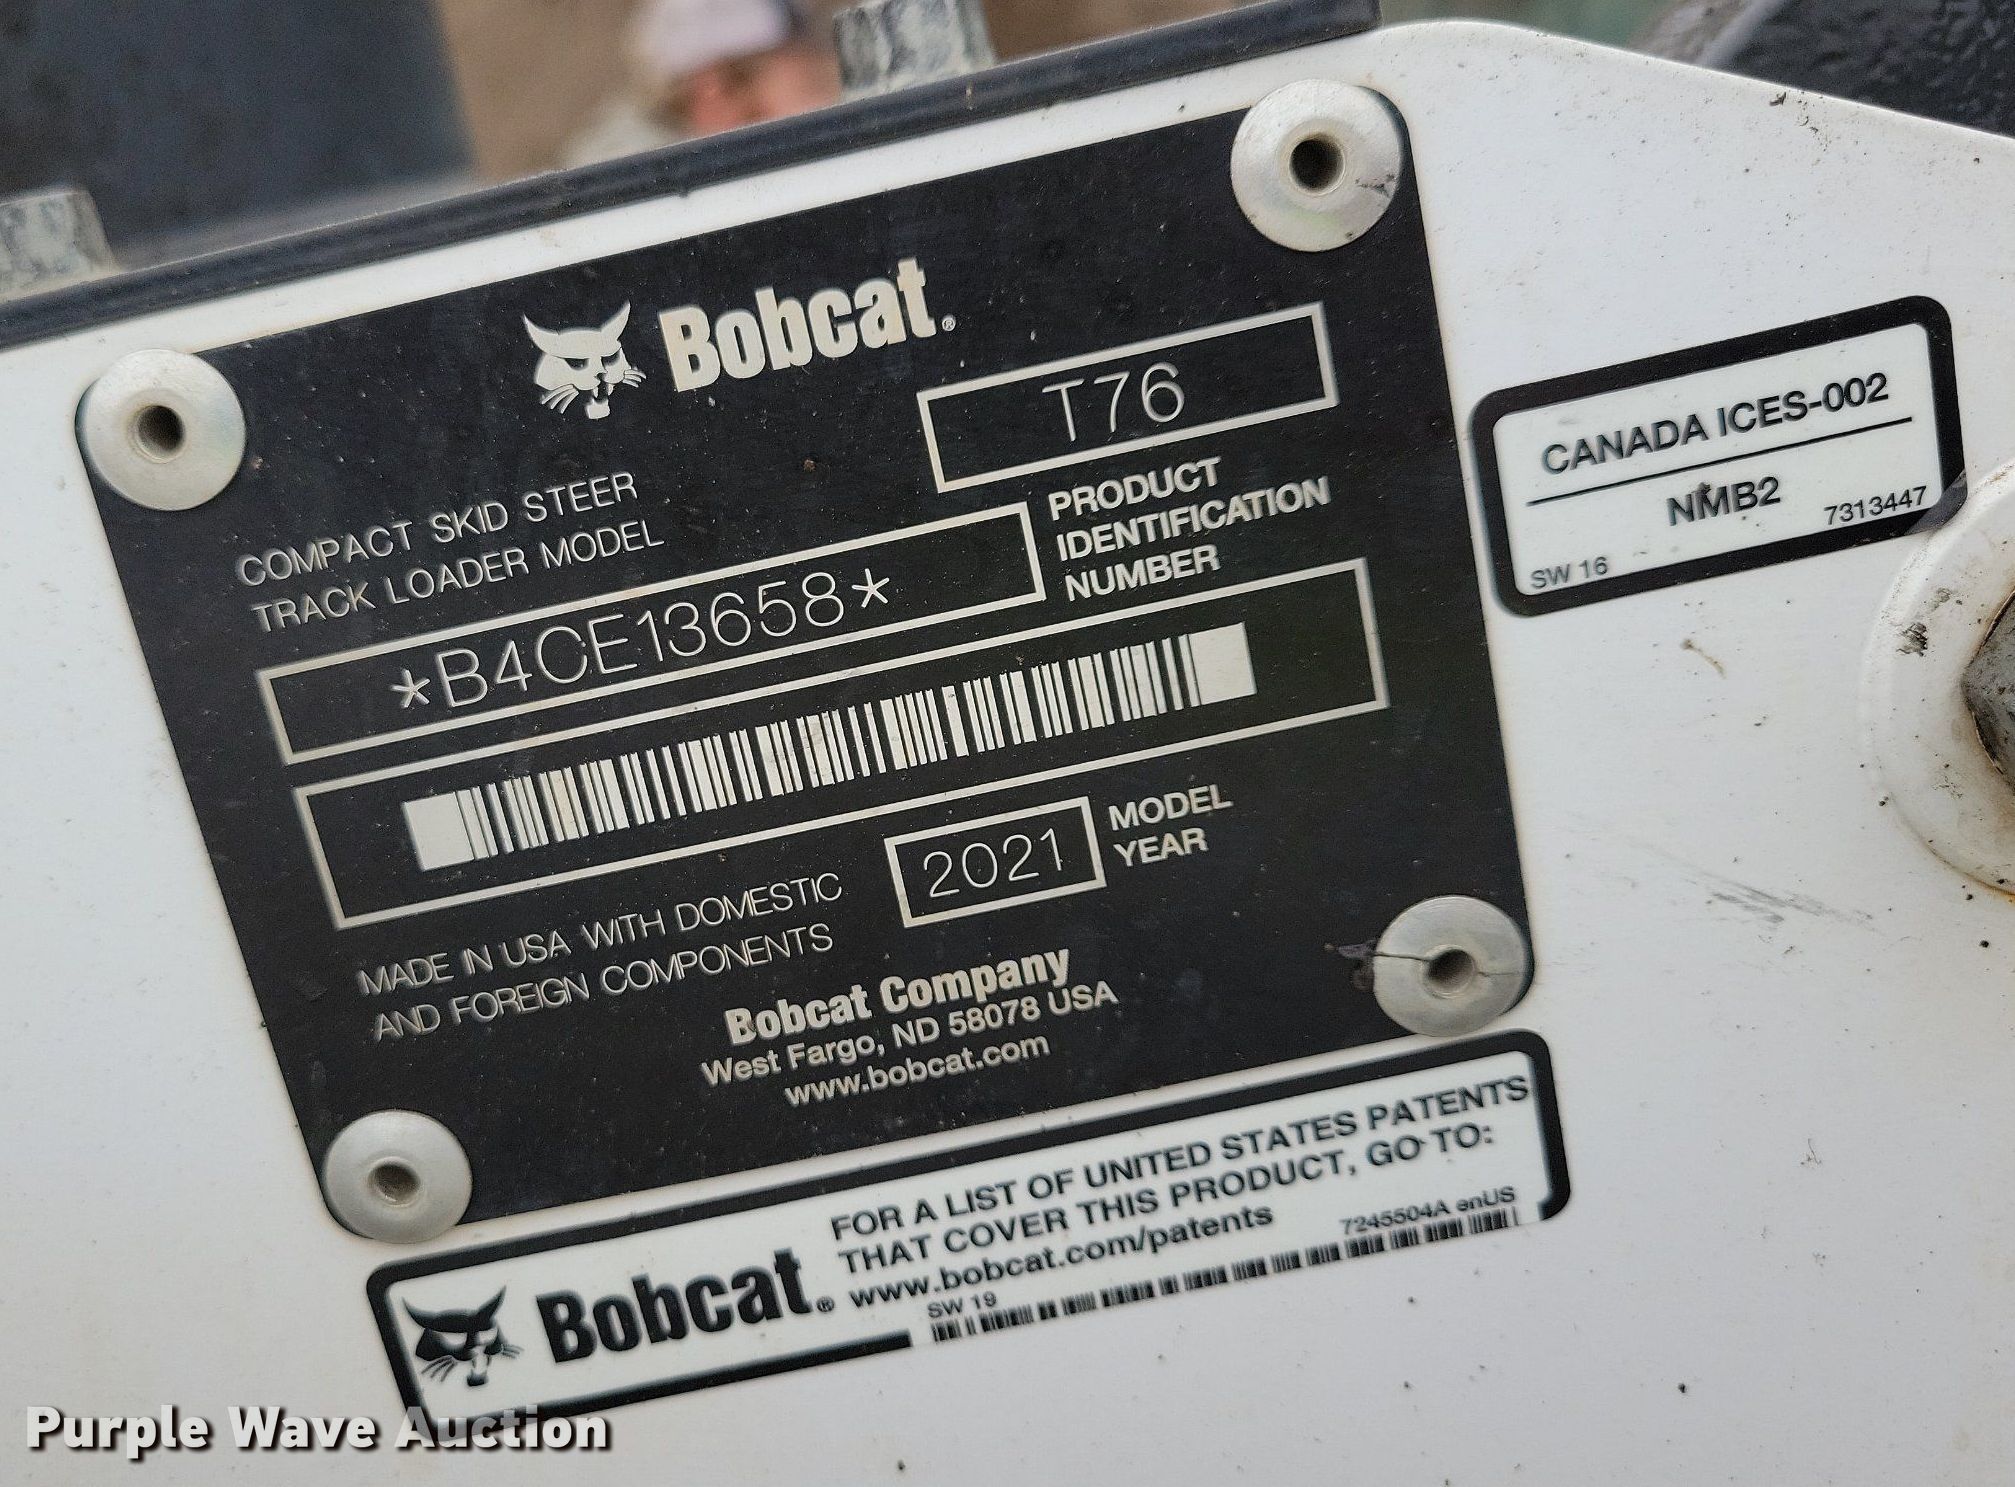 Bobcat®
T76
COMPACT SKID STEER
TRACK LOADER MODEL
PRODUCT
IDENTIFICATION
NUMBER
*B4CE13658*
2021
MODEL
YEAR
MADE IN USA WITH DOMESTIC
AND FOREIGN COMPONENTS
Bobcat Company
West Fargo, ND 58078 USA
www.bobcat.com
CANADA ICES-002
NMB2
7313447
SW 16
Bobcat®
FOR A LIST OF UNITED STATES PATENTS
THAT COVER THIS PRODUCT, GO TO:
www.bobcat.com/patents
7245504A enUS
SW 19
Purple Wave Auction